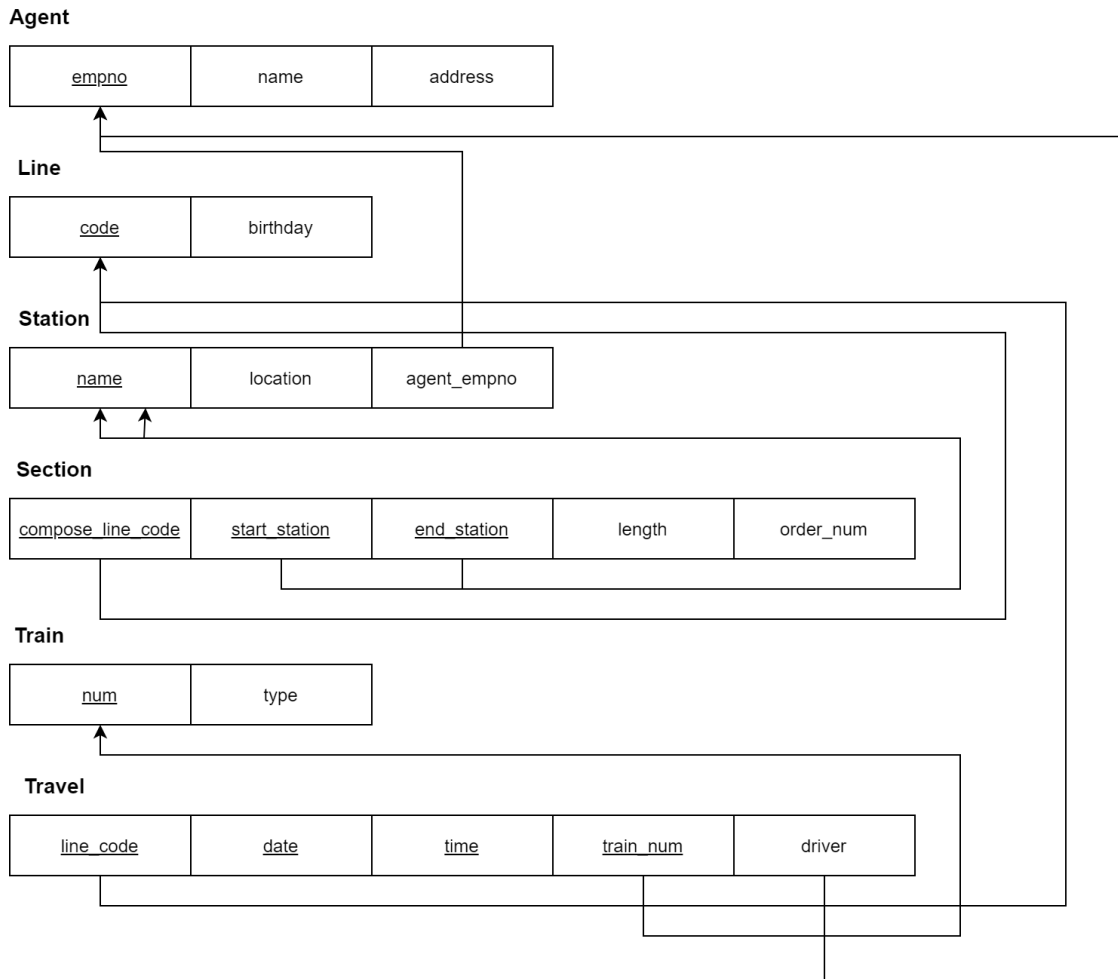 Agent
empno name address
Line
code birthday
Station
name location agent_empno
Section
compose_line_code start_station end_station length order_num
Train
num type
Travel
line_code date time train_num driver